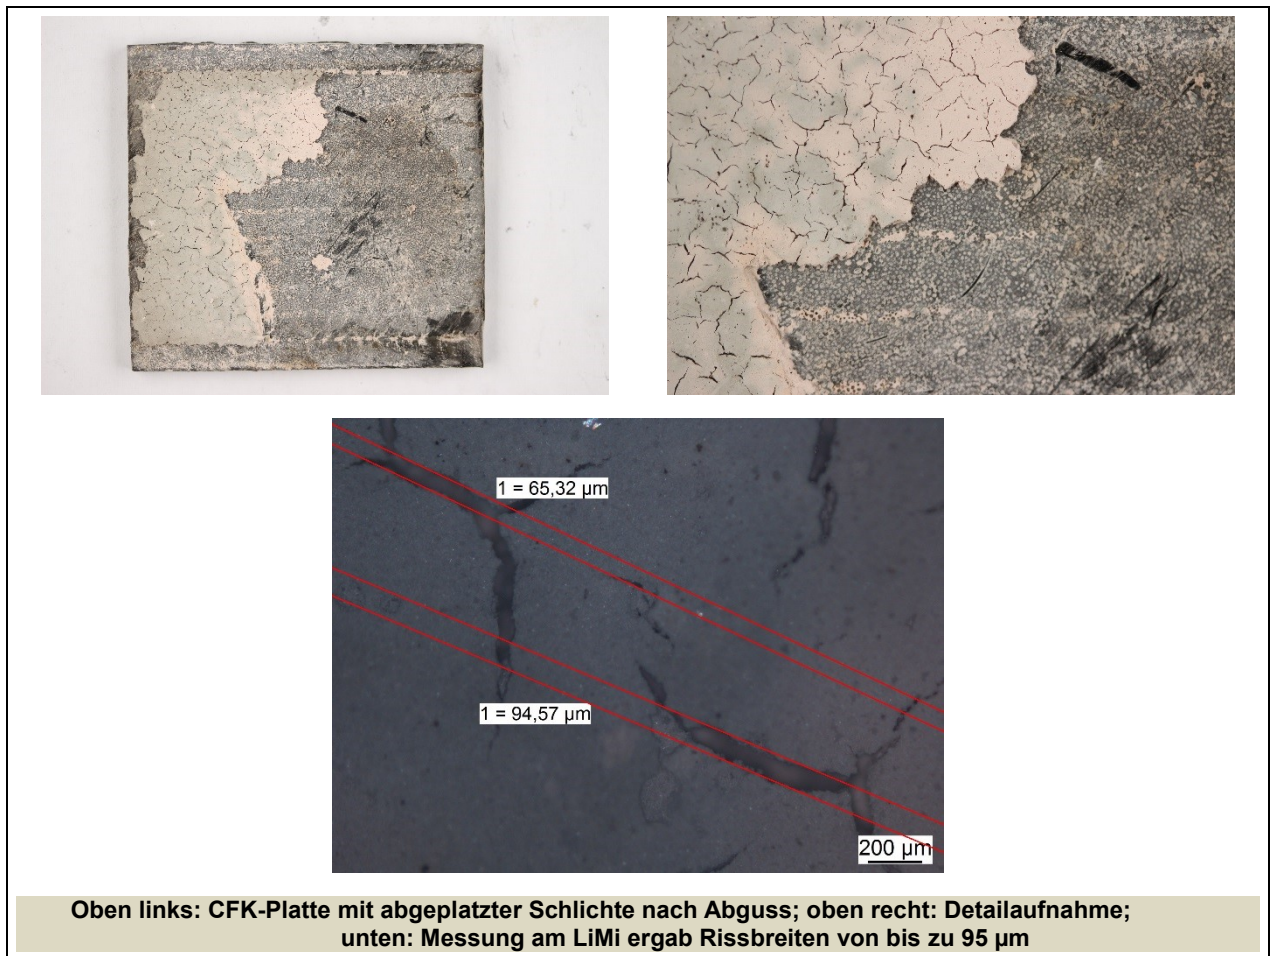 1 = 65,32 µm
1 = 94,57 µm
200 µm
Oben links: CFK-Platte mit abgeplatzter Schlichte nach Abguss; oben recht: Detailaufnahme;
unten: Messung am LiMi ergab Rissbreiten von bis zu 95 µm